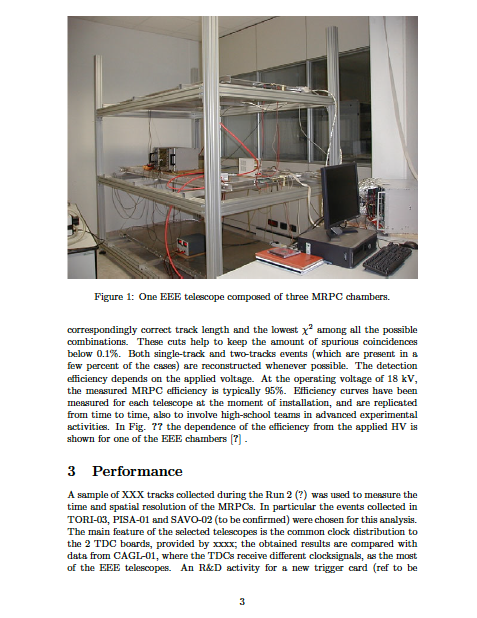 Figure 1: One EEE telescope composed of three MRPC chambers.
correspondingly correct track length and the lowest χ² among all the possible
combinations. These cuts help to keep the amount of spurious coincidences
below 0.1%. Both single-track and two-tracks events (which are present in a
few percent of the cases) are reconstructed whenever possible. The detection
efficiency depends on the applied voltage. At the operating voltage of 18 kV,
the measured MRPC efficiency is typically 95%. Efficiency curves have been
measured for each telescope at the moment of installation, and are replicated
from time to time, also to involve high-school teams in advanced experimental
activities. In Fig. ?? the dependence of the efficiency from the applied HV is
shown for one of the EEE chambers [?] .
3 Performance
A sample of XXX tracks collected during the Run 2 (?) was used to measure the
time and spatial resolution of the MRPCs. In particular the events collected in
TORI-03, PISA-01 and SAVO-02 (to be confirmed) were chosen for this analysis.
The main feature of the selected telescopes is the common clock distribution to
the 2 TDC boards, provided by xxxx; the obtained results are compared with
data from CAGL-01, where the TDCs receive different clocksignals, as the most
of the EEE telescopes. An R&D activity for a new trigger card (ref to be
3